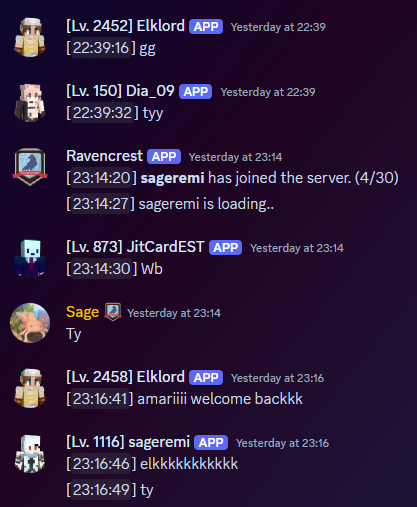 [Lv. 2452] Elklord APP Yesterday at 22:39
[22:39:16] gg
[Lv. 150] Dia_09 APP Yesterday at 22:39
[22:39:32] tyy
Ravencrest APP Yesterday at 23:14
[23:14:20] sageremi has joined the server. (4/30)
[23:14:27] sageremi is loading..
[Lv. 873] JitCardEST APP Yesterday at 23:14
[23:14:30] Wb
Sage Yesterday at 23:14
Ty
[Lv. 2458] Elklord APP Yesterday at 23:16
[23:16:41] amariiii welcome backkk
[Lv. 1116] sageremi APP Yesterday at 23:16
[23:16:46] elkkkkkkkkkkk
[23:16:49] ty